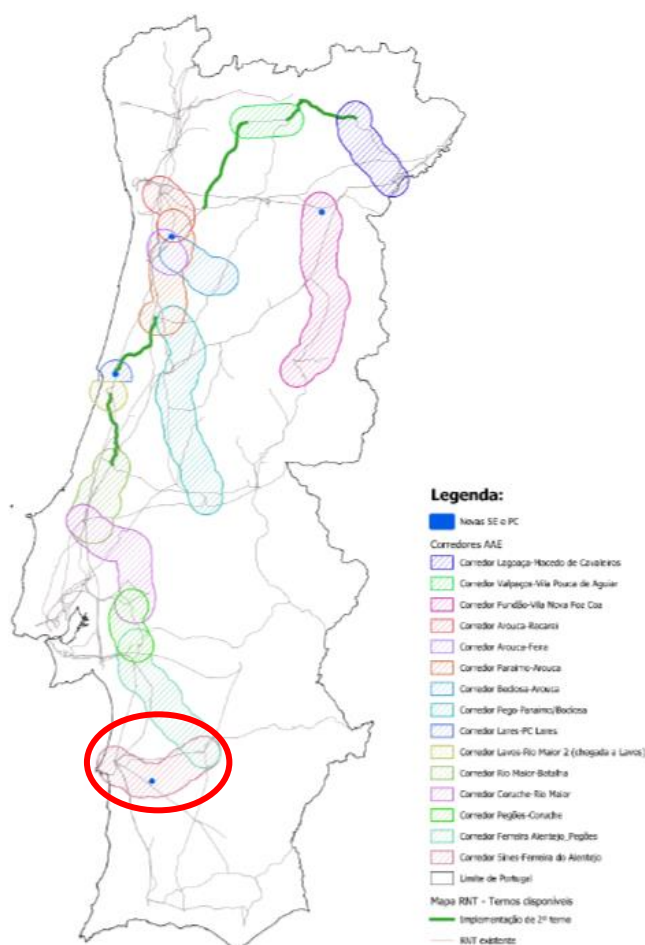 Legenda:
Novas SE e PC
Corredores AAE
Corredor Lagoaça-Macedo de Cavaleiros
Corredor Valpaços-Vila Pouca de Aguiar
Corredor Fundão-Vila Nova Foz Coa
Corredor Arouca-Recarei
Corredor Arouca-Feira
Corredor Paraimo-Arouca
Corredor Bodiosa-Arouca
Corredor Pego-Paraimo/Bodiosa
Corredor Lares-PC Lares
Corredor Lavos-Rio Maior 2 (chegada a Lavos)
Corredor Rio Maior-Batalha
Corredor Coruche-Rio Maior
Corredor Pegões-Coruche
Corredor Ferreira Alentejo_Pegões
Corredor Sines-Ferreira do Alentejo
Limite de Portugal
Mapa RNT - Ternos disponíveis
Implementação de 2º terno
RNT existente